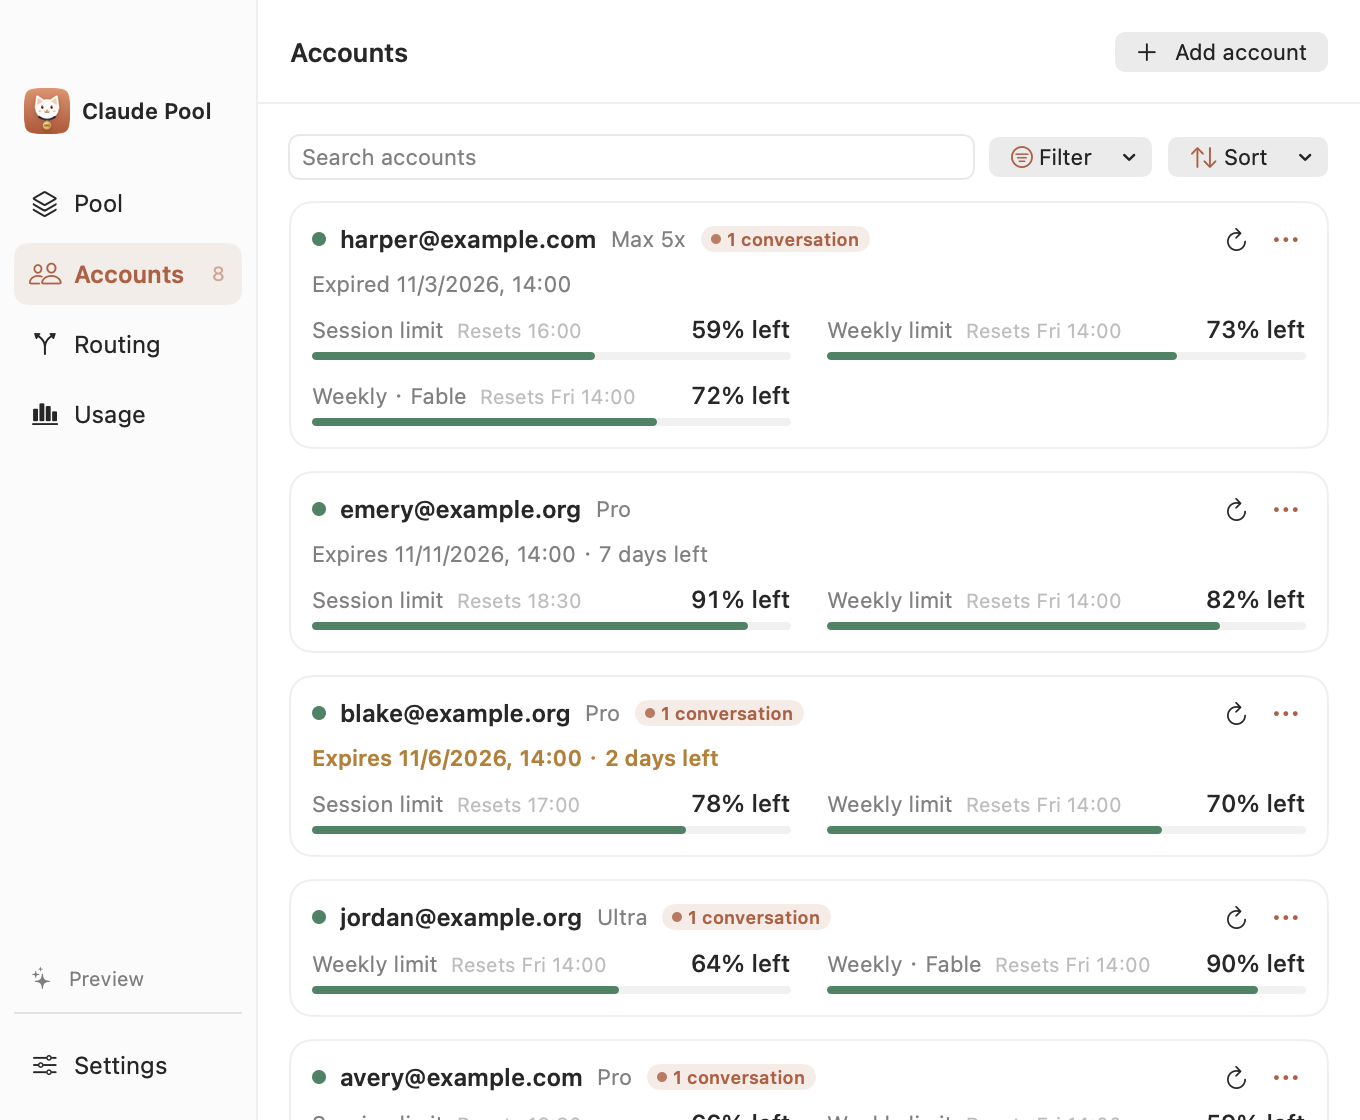 Accounts
Add account
Claude Pool
Search accounts
Filter
Sort
Pool
Accounts 8
Routing
Usage
harper@example.com Max 5x 1 conversation
Expired 11/3/2026, 14:00
Session limit Resets 16:00 59% left
Weekly limit Resets Fri 14:00 73% left
Weekly · Fable Resets Fri 14:00 72% left
emery@example.org Pro
Expires 11/11/2026, 14:00 · 7 days left
Session limit Resets 18:30 91% left
Weekly limit Resets Fri 14:00 82% left
blake@example.org Pro 1 conversation
Expires 11/6/2026, 14:00 · 2 days left
Session limit Resets 17:00 78% left
Weekly limit Resets Fri 14:00 70% left
jordan@example.org Ultra 1 conversation
Weekly limit Resets Fri 14:00 64% left
Weekly · Fable Resets Fri 14:00 90% left
avery@example.com Pro 1 conversation
Preview
Settings